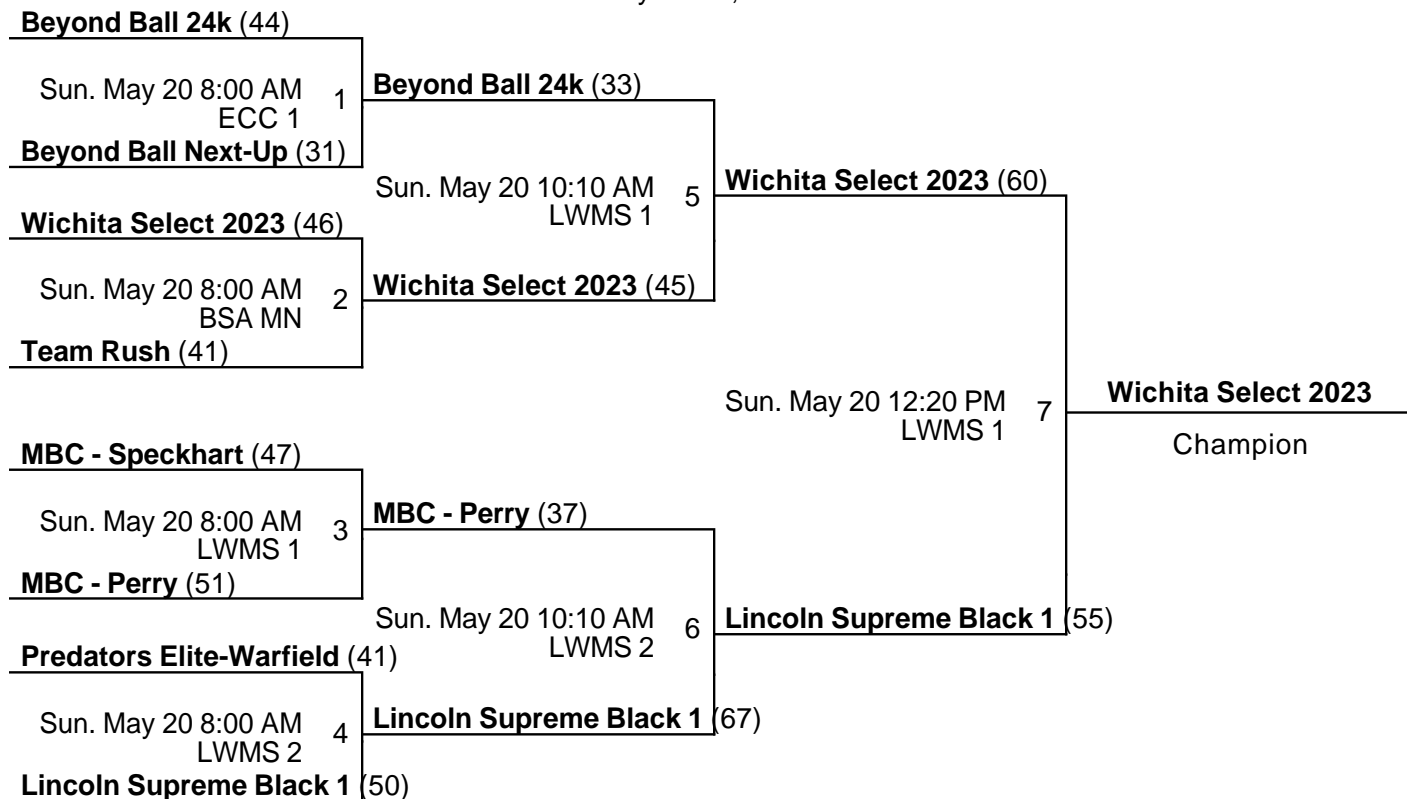 Beyond Ball 24k (44)
Sun. May 20 8:00 AM 1
ECC 1
Beyond Ball Next-Up (31)
Beyond Ball 24k (33)
Sun. May 20 10:10 AM 5
LWMS 1
Wichita Select 2023 (46)
Sun. May 20 8:00 AM 2
BSA MN
Team Rush (41)
Wichita Select 2023 (45)
Wichita Select 2023 (60)
Sun. May 20 12:20 PM 7
LWMS 1
Wichita Select 2023
Champion
MBC - Speckhart (47)
Sun. May 20 8:00 AM 3
LWMS 1
MBC - Perry (51)
MBC - Perry (37)
Sun. May 20 10:10 AM 6
LWMS 2
Lincoln Supreme Black 1 (55)
Predators Elite-Warfield (41)
Sun. May 20 8:00 AM 4
LWMS 2
Lincoln Supreme Black 1 (50)
Lincoln Supreme Black 1 (67)